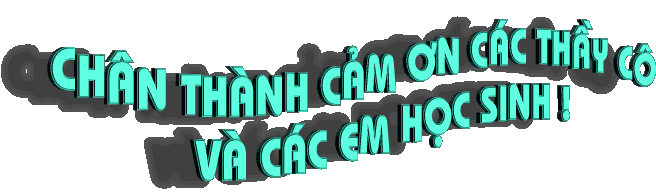 CHÂN THÀNH CẢM ƠN CÁC THẦY CÔ
VÀ CÁC EM HỌC SINH !